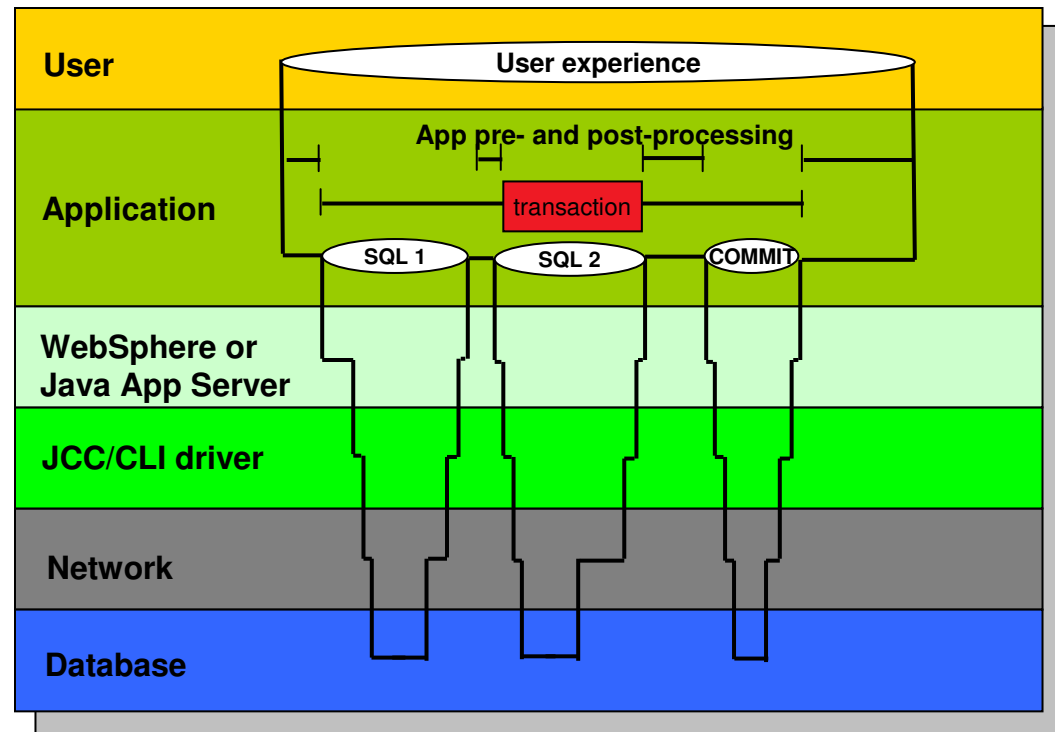 User
User experience
App pre- and post-processing
Application
transaction
SQL 1
SQL 2
COMMIT
WebSphere or
Java App Server
JCC/CLI driver
Network
Database